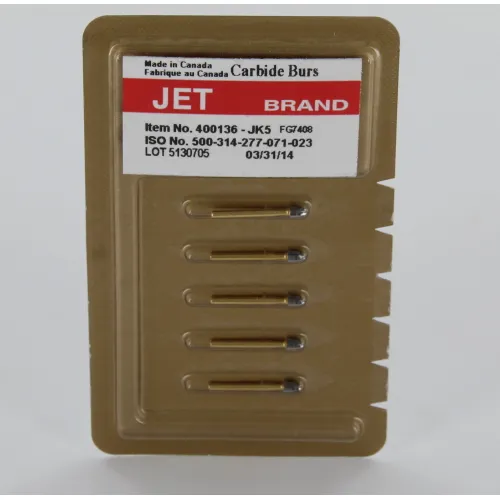 Made in Canada
Fabrique au Canada Carbide Burs
JET BRAND
Item No. 400136 - JK5 FG7408
ISO No. 500-314-277-071-023
LOT 5130705 03/31/14